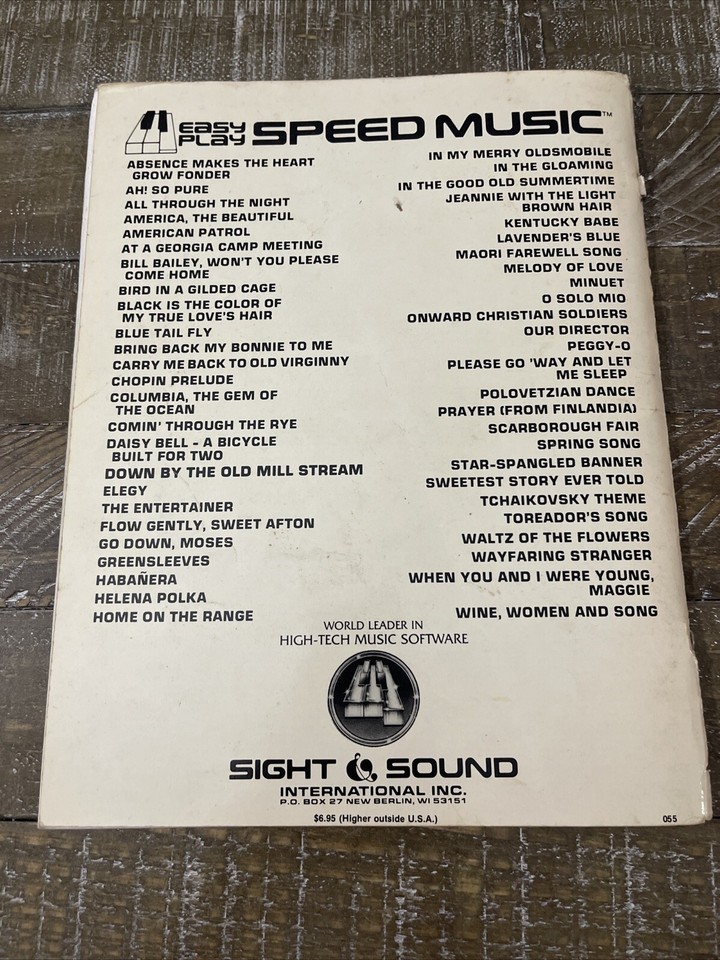 EASY PLAY SPEED MUSIC™
ABSENCE MAKES THE HEART
GROW FONDER
AH! SO PURE
ALL THROUGH THE NIGHT
AMERICA, THE BEAUTIFUL
AMERICAN PATROL
AT A GEORGIA CAMP MEETING
BILL BAILEY, WON'T YOU PLEASE
COME HOME
BIRD IN A GILDED CAGE
BLACK IS THE COLOR OF
MY TRUE LOVE'S HAIR
BLUE TAIL FLY
BRING BACK MY BONNIE TO ME
CARRY ME BACK TO OLD VIRGINNY
CHOPIN PRELUDE
COLUMBIA, THE GEM OF
THE OCEAN
COMIN' THROUGH THE RYE
DAISY BELL - A BICYCLE
BUILT FOR TWO
DOWN BY THE OLD MILL STREAM
ELEGY
THE ENTERTAINER
FLOW GENTLY, SWEET AFTON
GO DOWN, MOSES
GREENSLEEVES
HABAÑERA
HELENA POLKA
HOME ON THE RANGE
IN MY MERRY OLDSMOBILE
IN THE GLOAMING
IN THE GOOD OLD SUMMERTIME
JEANNIE WITH THE LIGHT
BROWN HAIR
KENTUCKY BABE
LAVENDER'S BLUE
MAORI FAREWELL SONG
MELODY OF LOVE
MINUET
O SOLO MIO
ONWARD CHRISTIAN SOLDIERS
OUR DIRECTOR
PEGGY-O
PLEASE GO 'WAY AND LET
ME SLEEP
POLOVETZIAN DANCE
PRAYER (FROM FINLANDIA)
SCARBOROUGH FAIR
SPRING SONG
STAR-SPANGLED BANNER
SWEETEST STORY EVER TOLD
TCHAIKOVSKY THEME
TOREADOR'S SONG
WALTZ OF THE FLOWERS
WAYFARING STRANGER
WHEN YOU AND I WERE YOUNG,
MAGGIE
WINE, WOMEN AND SONG
WORLD LEADER IN
HIGH-TECH MUSIC SOFTWARE
SIGHT & SOUND
INTERNATIONAL INC.
P.O. BOX 27 NEW BERLIN, WI 53151
$6.95 (Higher outside U.S.A.)
055